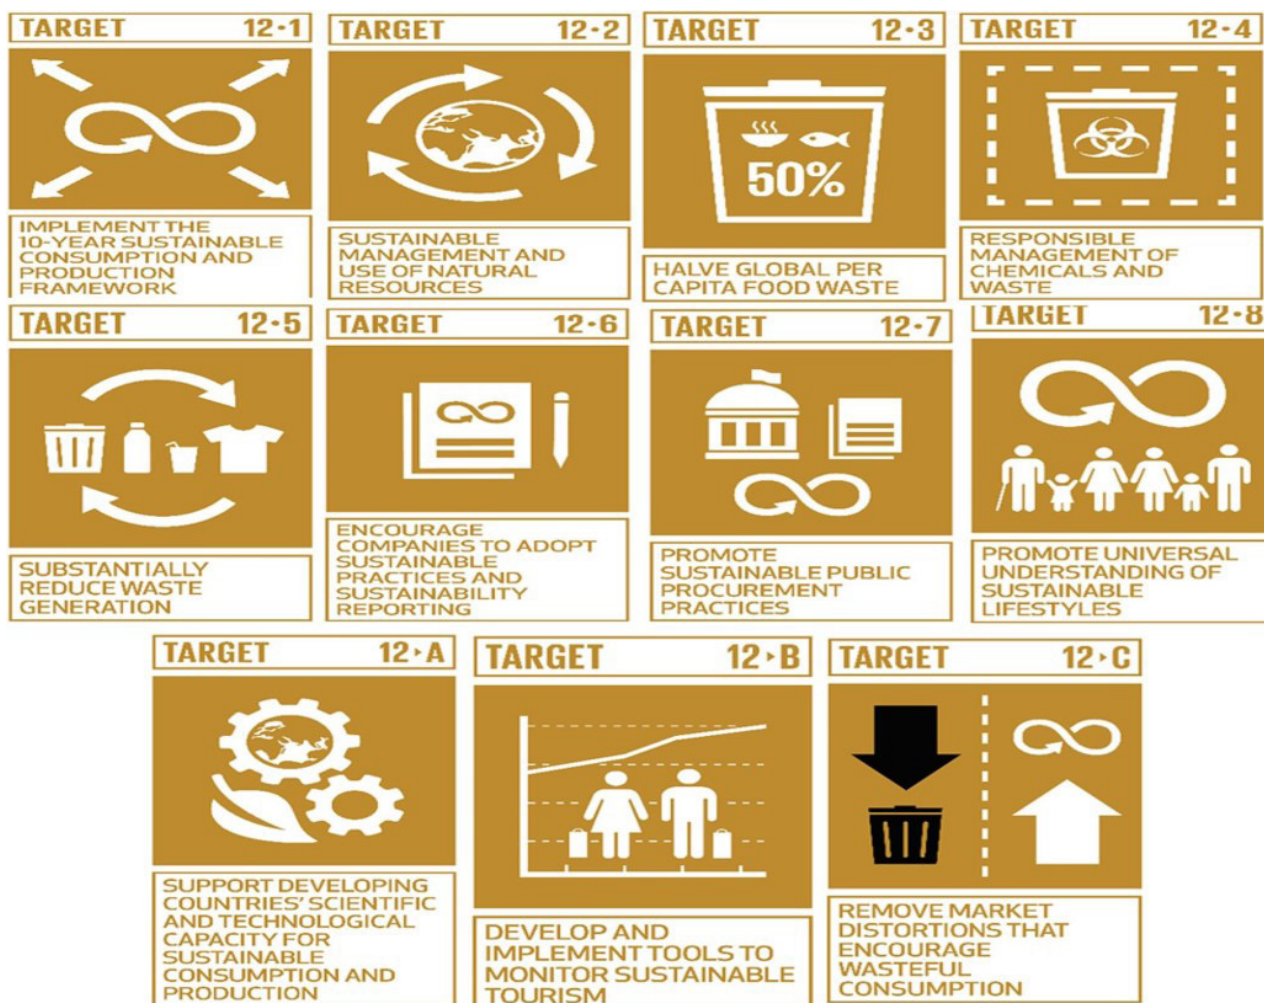 TARGET 12·1
IMPLEMENT THE
10-YEAR SUSTAINABLE
CONSUMPTION AND
PRODUCTION
FRAMEWORK
TARGET 12·2
SUSTAINABLE
MANAGEMENT AND
USE OF NATURAL
RESOURCES
TARGET 12·3
50%
HALVE GLOBAL PER
CAPITA FOOD WASTE
TARGET 12·4
RESPONSIBLE
MANAGEMENT OF
CHEMICALS AND
WASTE
TARGET 12·5
SUBSTANTIALLY
REDUCE WASTE
GENERATION
TARGET 12·6
ENCOURAGE
COMPANIES TO ADOPT
SUSTAINABLE
PRACTICES AND
SUSTAINABILITY
REPORTING
TARGET 12·7
PROMOTE
SUSTAINABLE PUBLIC
PROCUREMENT
PRACTICES
TARGET 12·8
PROMOTE UNIVERSAL
UNDERSTANDING OF
SUSTAINABLE
LIFESTYLES
TARGET 12▸A
SUPPORT DEVELOPING
COUNTRIES' SCIENTIFIC
AND TECHNOLOGICAL
CAPACITY FOR
SUSTAINABLE
CONSUMPTION AND
PRODUCTION
TARGET 12▸B
DEVELOP AND
IMPLEMENT TOOLS TO
MONITOR SUSTAINABLE
TOURISM
TARGET 12▸C
REMOVE MARKET
DISTORTIONS THAT
ENCOURAGE
WASTEFUL
CONSUMPTION